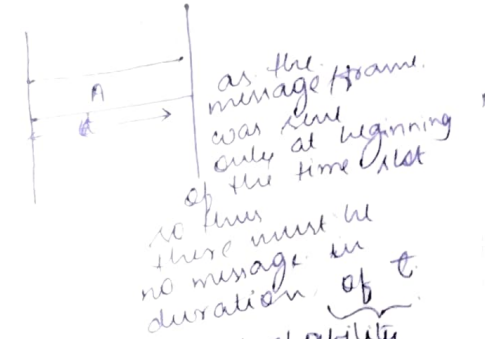 A
t
as the
message frame.
was sent
only at beginning
of the time slot
so thus
there must be
no message in
duration of t.